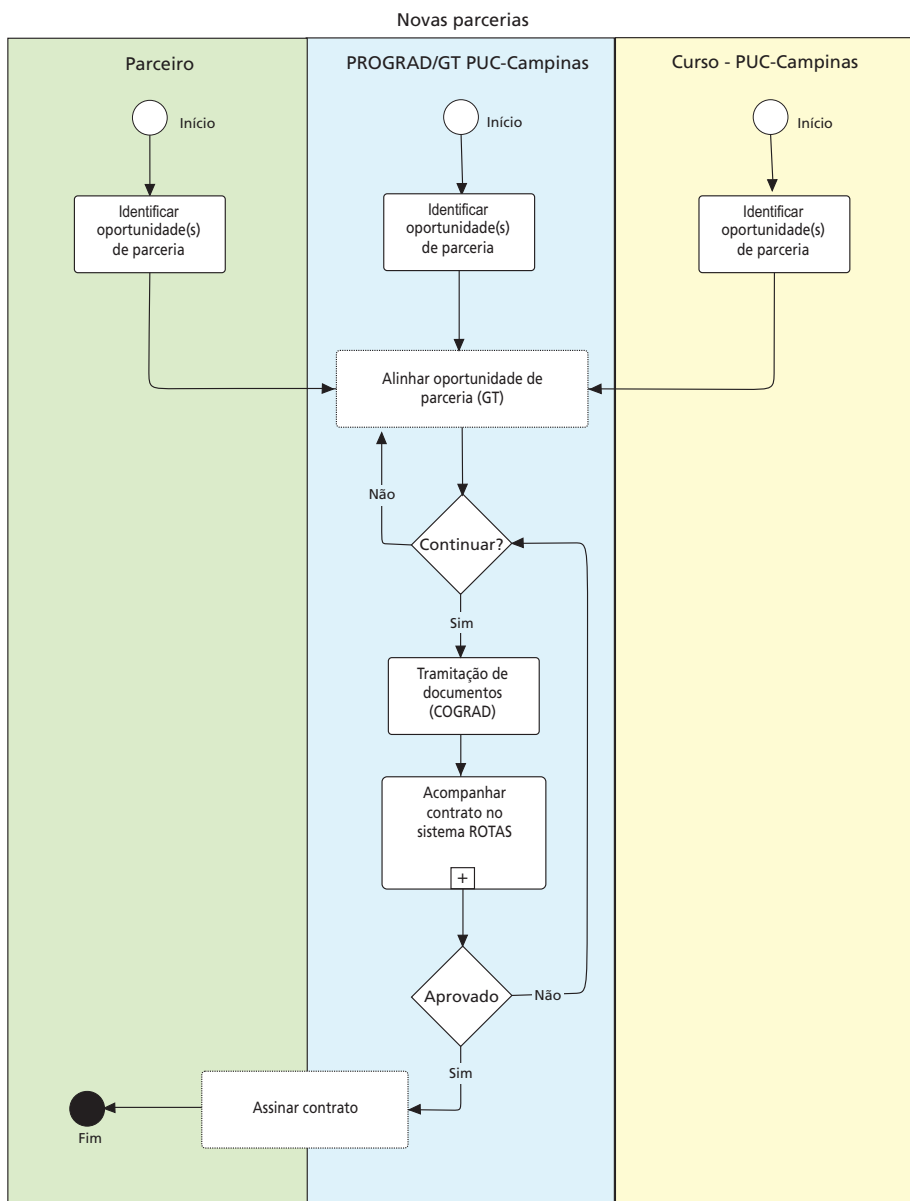 Novas parcerias
Parceiro
PROGRAD/GT PUC-Campinas
Curso - PUC-Campinas
Início
Início
Início
Identificar
oportunidade(s)
de parceria
Identificar
oportunidade(s)
de parceria
Identificar
oportunidade(s)
de parceria
Alinhar oportunidade de
parceria (GT)
Não
Continuar?
Sim
Tramitação de
documentos
(COGRAD)
Acompanhar
contrato no
sistema ROTAS
+
Aprovado
Não
Sim
Assinar contrato
Fim